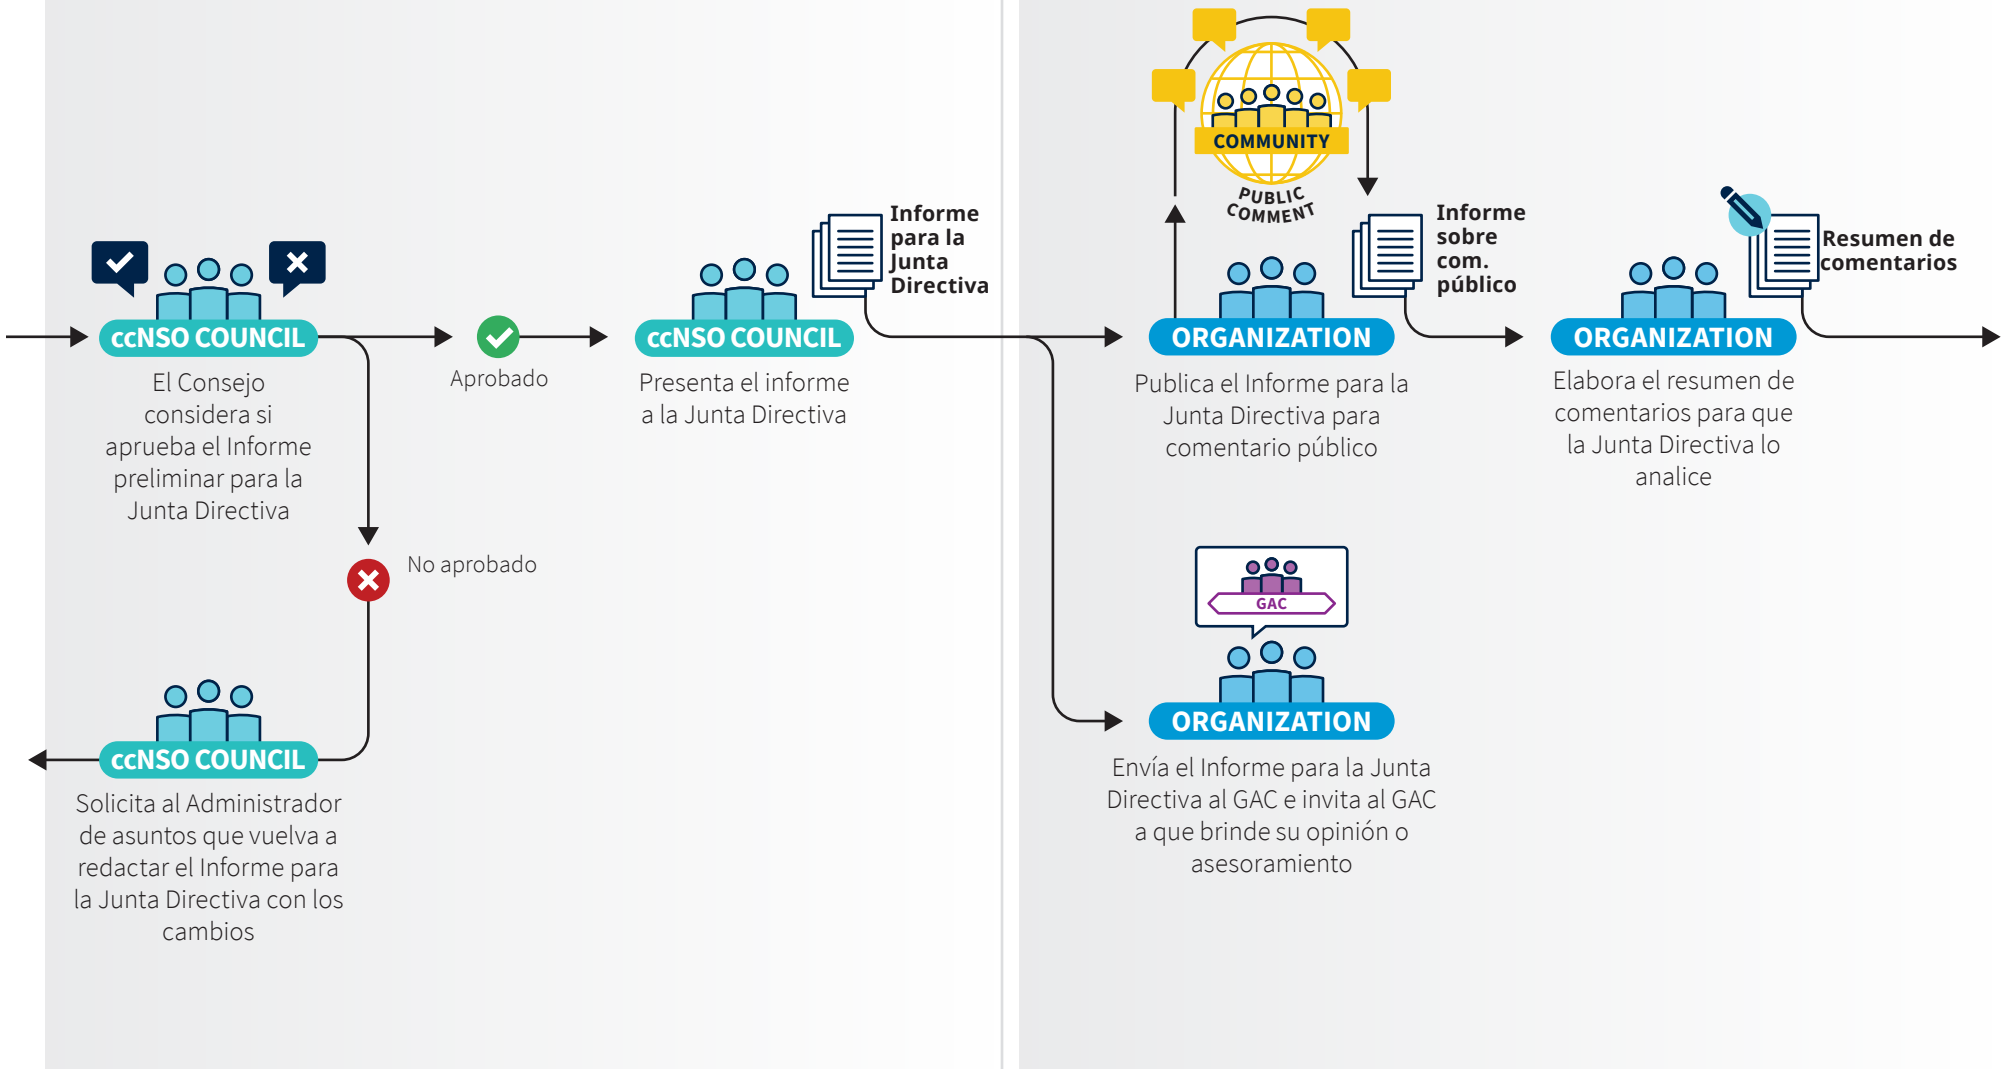 ccNSO COUNCIL
El Consejo
considera si
aprueba el Informe
preliminar para la
Junta Directiva
Aprobado
No aprobado
ccNSO COUNCIL
Solicita al Administrador
de asuntos que vuelva a
redactar el Informe para
la Junta Directiva con los
cambios
ccNSO COUNCIL
Presenta el informe
a la Junta Directiva
Informe
para la
Junta
Directiva
COMMUNITY
PUBLIC
COMMENT
ORGANIZATION
Publica el Informe para la
Junta Directiva para
comentario público
Informe
sobre
com.
público
GAC
ORGANIZATION
Envía el Informe para la Junta
Directiva al GAC e invita al GAC
a que brinde su opinión o
asesoramiento
ORGANIZATION
Elabora el resumen de
comentarios para que
la Junta Directiva lo
analice
Resumen de
comentarios